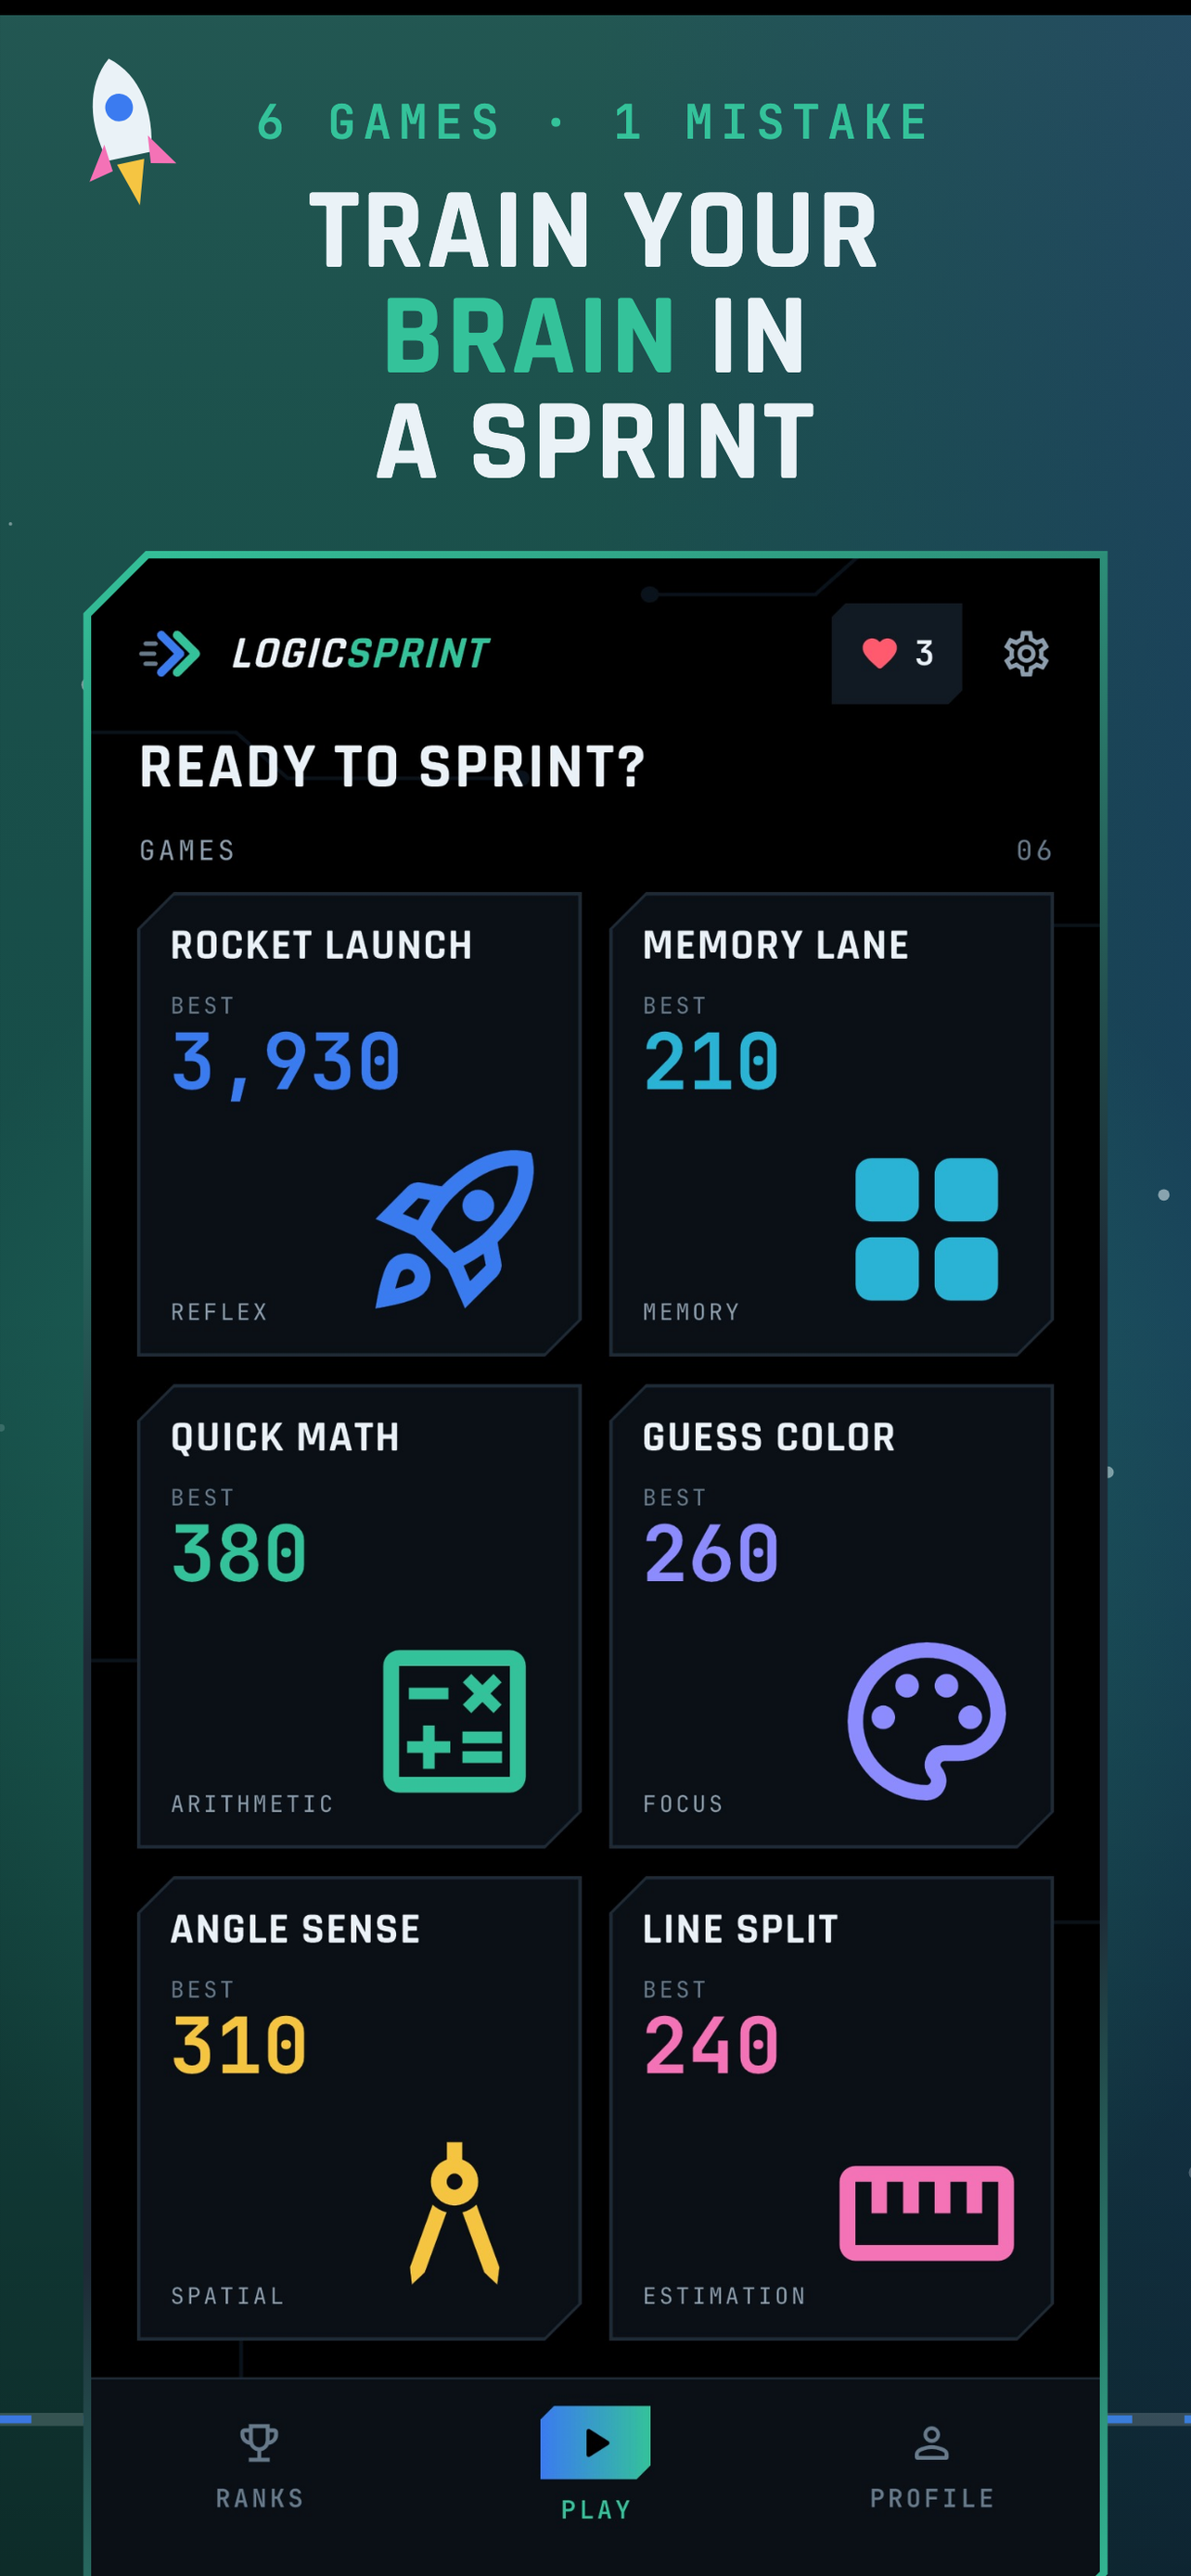 6 GAMES · 1 MISTAKE
TRAIN YOUR
BRAIN IN
A SPRINT
LOGICSPRINT
3
READY TO SPRINT?
GAMES
06
ROCKET LAUNCH
BEST
3,930
REFLEX
MEMORY LANE
BEST
210
MEMORY
QUICK MATH
BEST
380
ARITHMETIC
GUESS COLOR
BEST
260
FOCUS
ANGLE SENSE
BEST
310
SPATIAL
LINE SPLIT
BEST
240
ESTIMATION
RANKS
PLAY
PROFILE